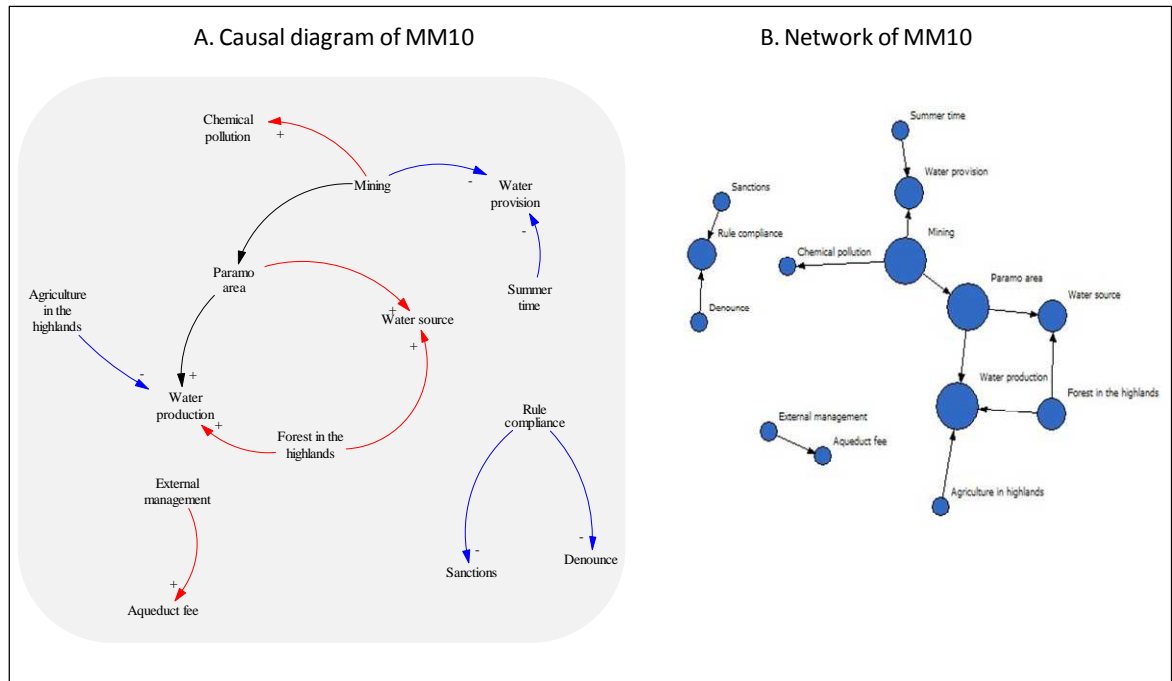 A. Causal diagram of MM10
Chemical
pollution
+
Mining
-
Water
provision
-
Summer
time
Paramo
area
+
Water source
+
Agriculture
in the
highlands
-
+
Water
production
+
Forest in the
highlands
Rule
compliance
-
Sanctions
-
Denounce
External
management
+
Aqueduct fee
B. Network of MM10
Summer time
Water provision
Sanctions
Rule compliance
Mining
Chemical pollution
Paramo area
Water source
Denounce
Water production
Forest in the highlands
External management
Aqueduct fee
Agriculture in highlands